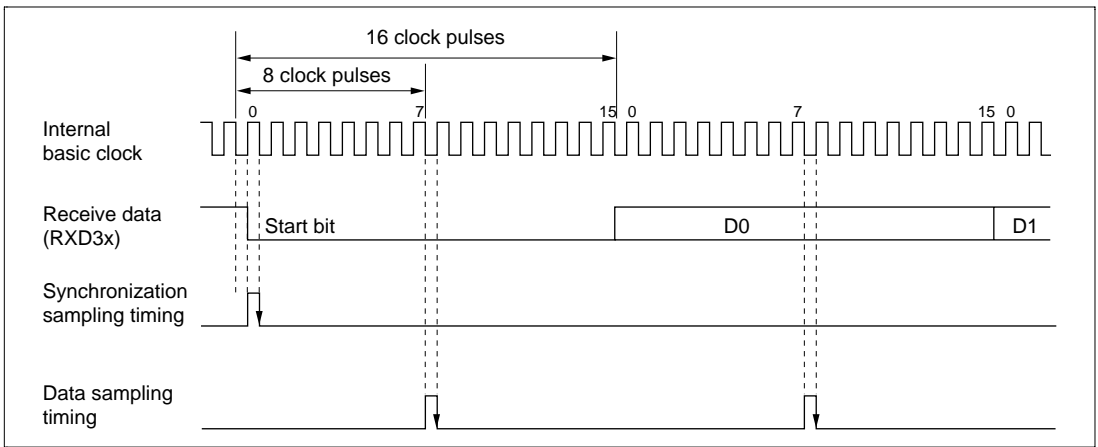 16 clock pulses
8 clock pulses
0 7 15 0 7 15 0
Internal
basic clock
Receive data
(RXD3x)
Start bit D0 D1
Synchronization
sampling timing
Data sampling
timing